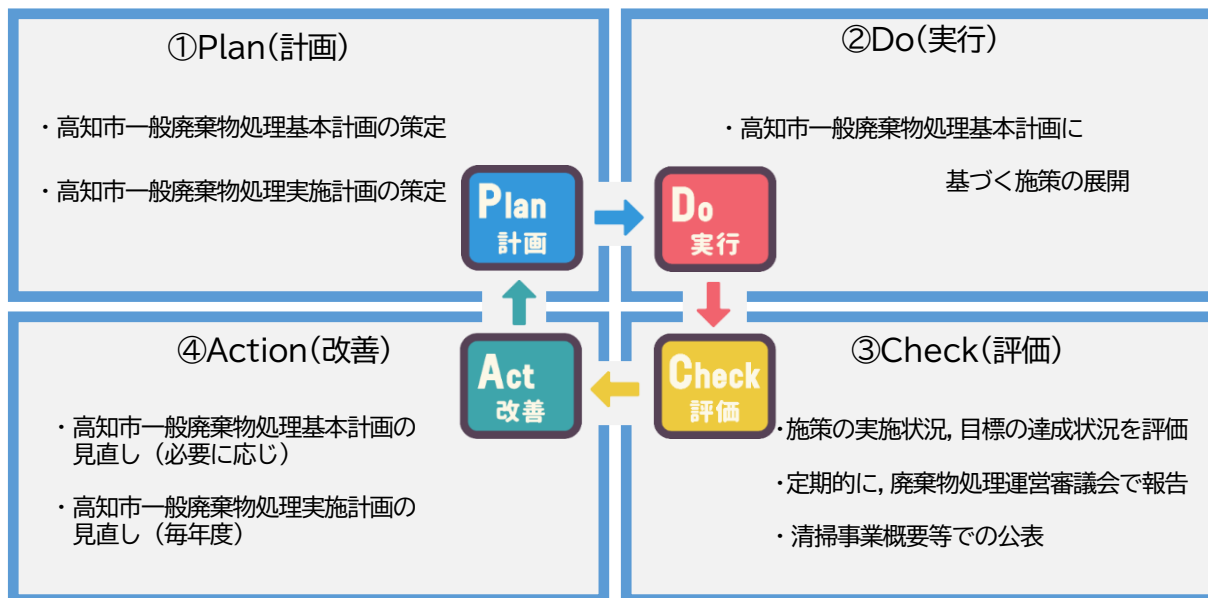 ①Plan(計画)
・高知市一般廃棄物処理基本計画の策定
・高知市一般廃棄物処理実施計画の策定
②Do(実行)
・高知市一般廃棄物処理基本計画に
基づく施策の展開
Plan
計画
Do
実行
Act
改善
Check
評価
④Action(改善)
・高知市一般廃棄物処理基本計画の
見直し（必要に応じ）
・高知市一般廃棄物処理実施計画の
見直し（毎年度）
③Check(評価)
・施策の実施状況，目標の達成状況を評価
・定期的に，廃棄物処理運営審議会で報告
・清掃事業概要等での公表